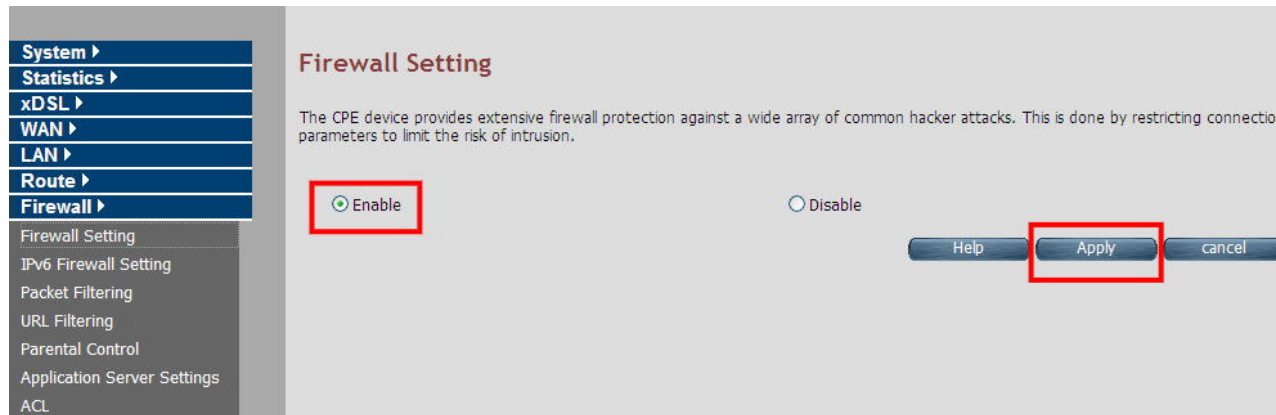 System
Statistics
xDSL
WAN
LAN
Route
Firewall
Firewall Setting
IPv6 Firewall Setting
Packet Filtering
URL Filtering
Parental Control
Application Server Settings
ACL
Firewall Setting
The CPE device provides extensive firewall protection against a wide array of common hacker attacks. This is done by restricting connectio
parameters to limit the risk of intrusion.
Enable Disable
Help Apply cancel